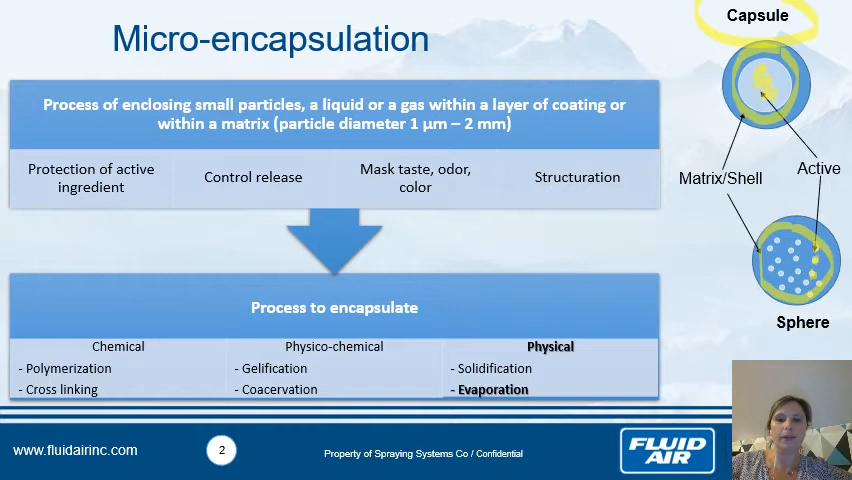 Micro-encapsulation
Process of enclosing small particles, a liquid or a gas within a layer of coating or
within a matrix (particle diameter 1 µm – 2 mm)
Protection of active
ingredient
Control release
Mask taste, odor,
color
Structuration
Process to encapsulate
Chemical
- Polymerization
- Cross linking
Physico-chemical
- Gelification
- Coacervation
Physical
- Solidification
- Evaporation
Capsule
Matrix/Shell
Active
Sphere
www.fluidairinc.com
2
Property of Spraying Systems Co / Confidential
FLUID
AIR